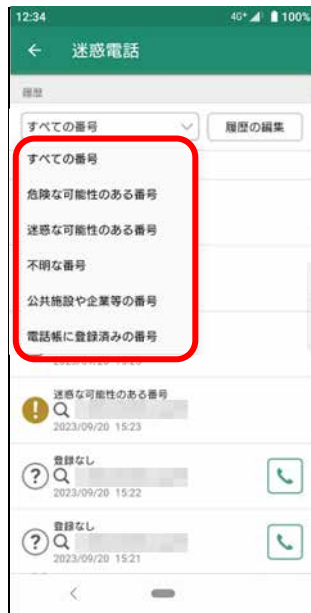 12:34 4G+ 100%
← 迷惑電話
履歴
すべての番号 履歴の編集
すべての番号
危険な可能性のある番号
迷惑な可能性のある番号
不明な番号
公共施設や企業等の番号
電話帳に登録済みの番号
迷惑な可能性のある番号
2023/09/20 15:23
登録なし
2023/09/20 15:22
登録なし
2023/09/20 15:21